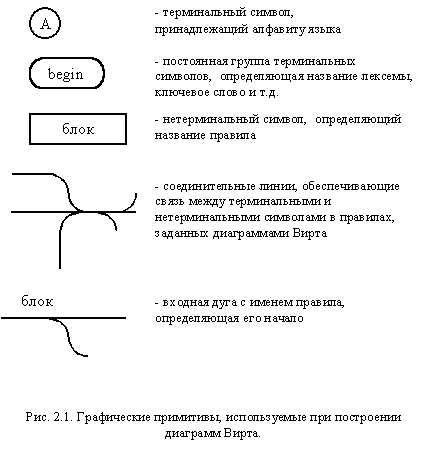 A
- терминальный символ,
принадлежащий алфавиту языка
begin
- постоянная группа терминальных
символов, определяющая название лексемы,
ключевое слово и т.д.
блок
- нетерминальный символ, определяющий
название правила
- соединительные линии, обеспечивающие
связь между терминальными и
нетерминальными символами в правилах,
заданных диаграммами Вирта
блок
- входная дуга с именем правила,
определяющая его начало
Рис. 2.1. Графические примитивы, используемые при построении
диаграмм Вирта.